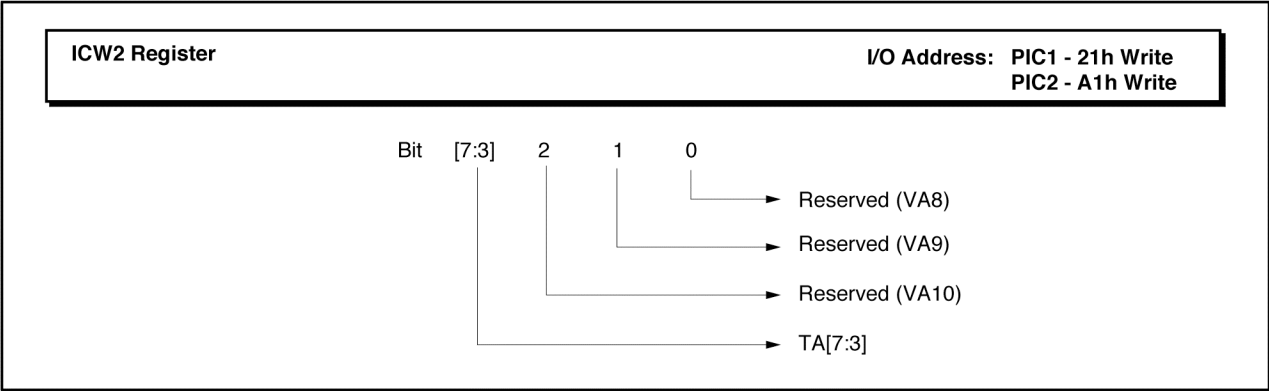 ICW2 Register
I/O Address: PIC1 - 21h Write
PIC2 - A1h Write
Bit [7:3] 2 1 0
Reserved (VA8)
Reserved (VA9)
Reserved (VA10)
TA[7:3]